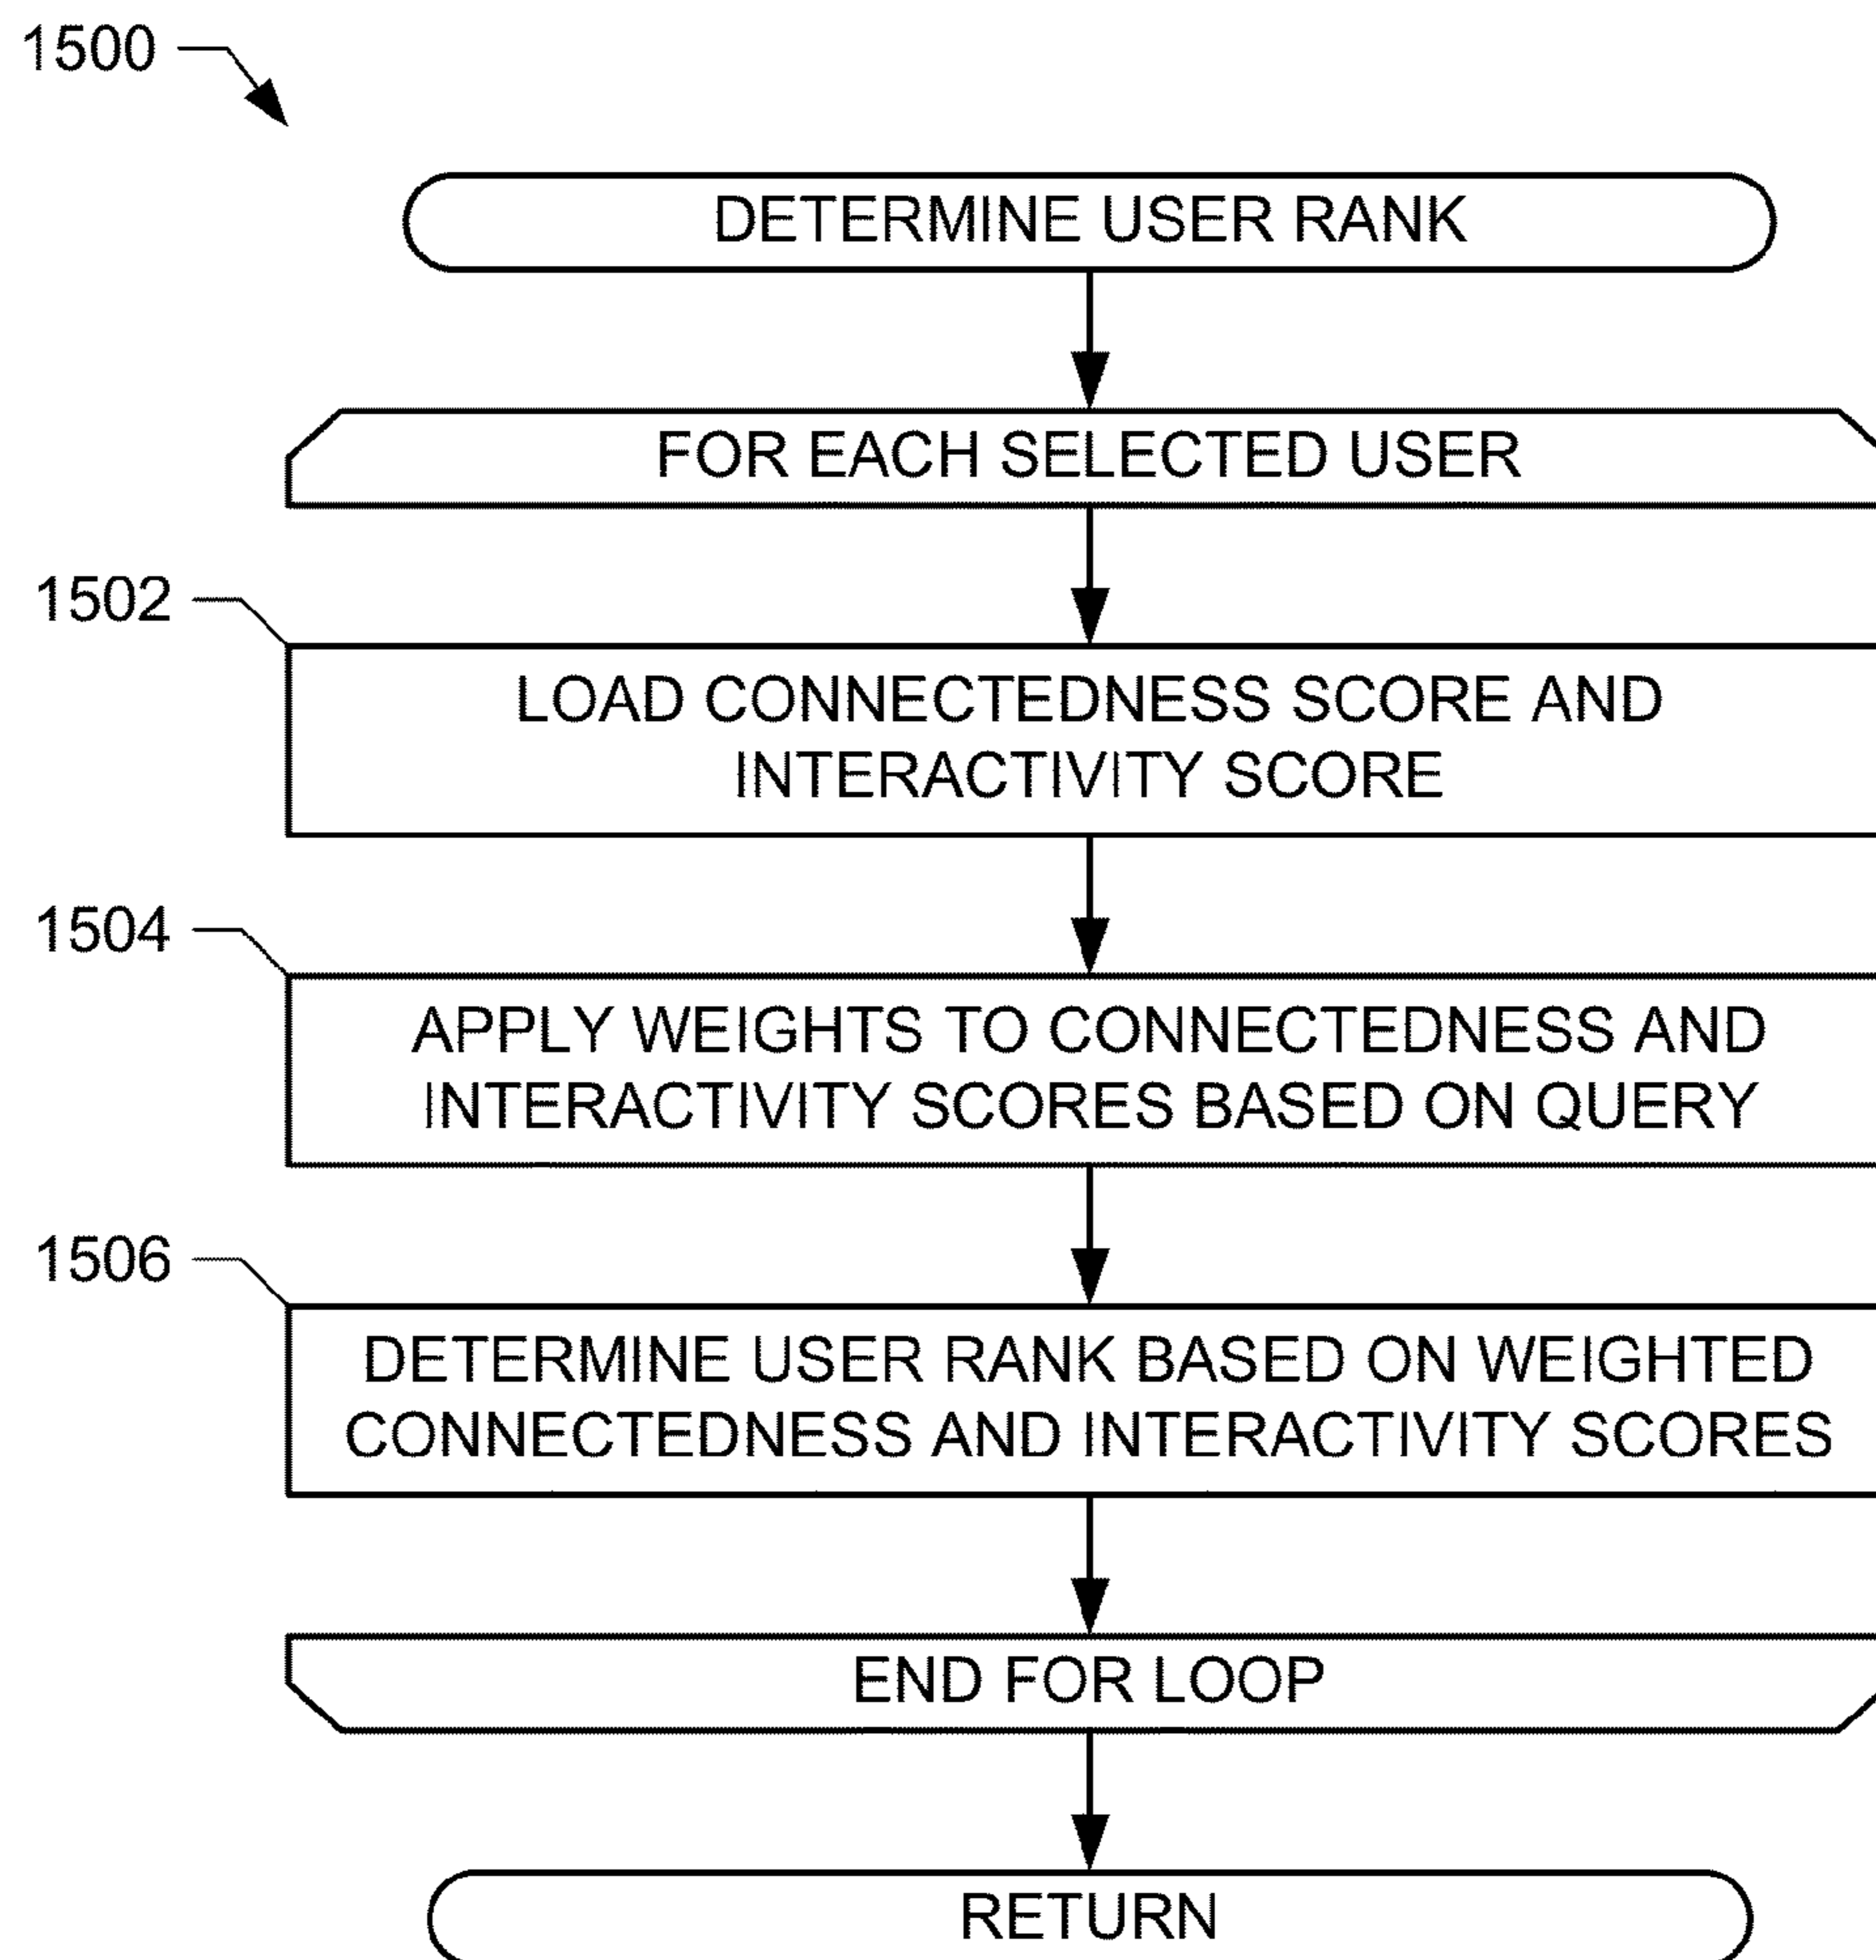 1500
DETERMINE USER RANK
FOR EACH SELECTED USER
1502
LOAD CONNECTEDNESS SCORE AND
INTERACTIVITY SCORE
1504
APPLY WEIGHTS TO CONNECTEDNESS AND
INTERACTIVITY SCORES BASED ON QUERY
1506
DETERMINE USER RANK BASED ON WEIGHTED
CONNECTEDNESS AND INTERACTIVITY SCORES
END FOR LOOP
RETURN